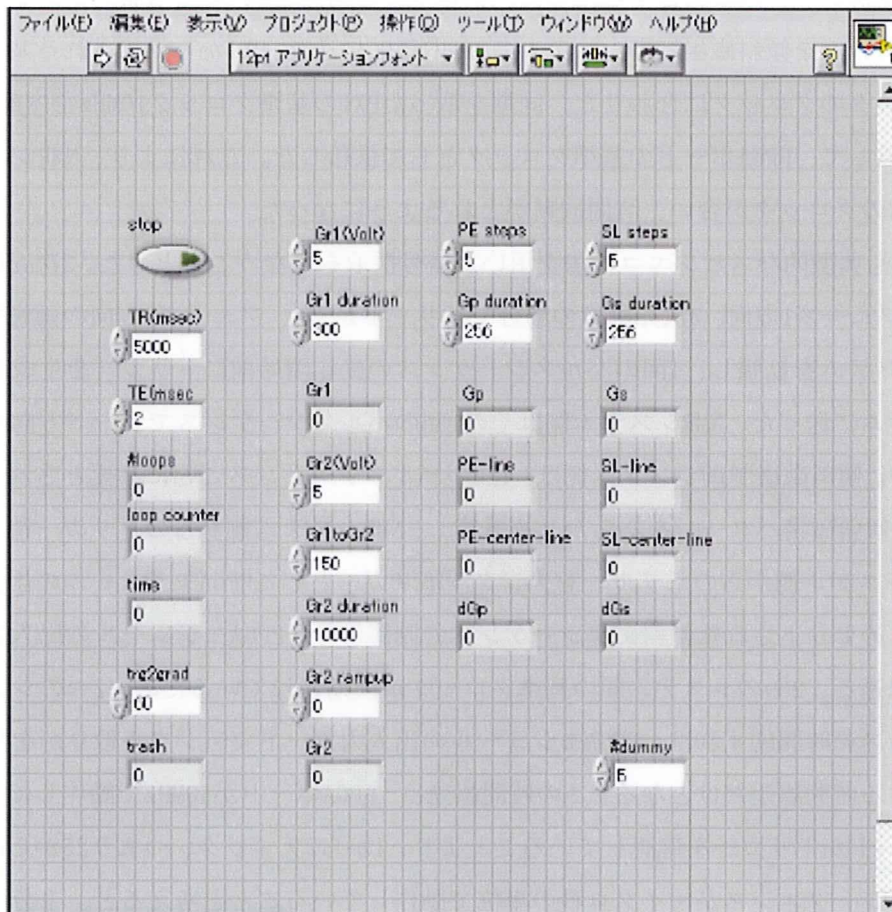 ファイル(F) 編集(E) 表示(V) プロジェクト(P) 操作(O) ツール(T) ウィンドウ(W) ヘルプ(H)
12pt アプリケーションフォント
stop
Gr1(Volt)
PE steps
SL steps
5
5
5
TR(msec)
Gr1 duration
Gp duration
Gs duration
5000
300
256
256
TE(msec
Gr1
Gp
Gs
2
0
0
0
#loops
Gr2(Volt)
PE-line
SL-line
0
5
0
0
loop counter
Gr1toGr2
PE-center-line
SL-center-line
0
150
0
0
time
Gr2 duration
dGp
dGs
0
10000
0
0
trg2grad
Gr2 rampup
60
0
trash
Gr2
#dummy
0
0
5